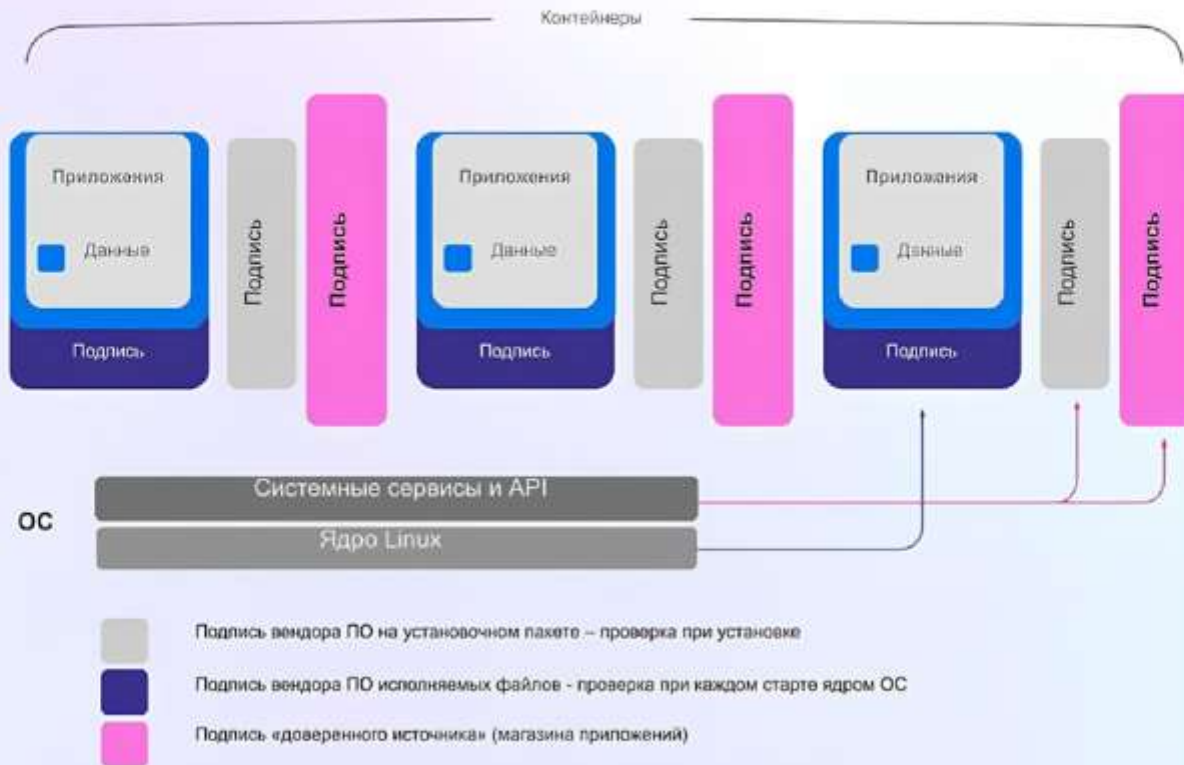 Контейнеры
Приложения
Данные
Подпись
Подпись
Подпись
Приложения
Данные
Подпись
Подпись
Подпись
Приложения
Данные
Подпись
Подпись
Подпись
ОС
Системные сервисы и API
Ядро Linux
Подпись вендора ПО на установочном пакете – проверка при установке
Подпись вендора ПО исполняемых файлов - проверка при каждом старте ядром ОС
Подпись «доверенного источника» (магазина приложений)